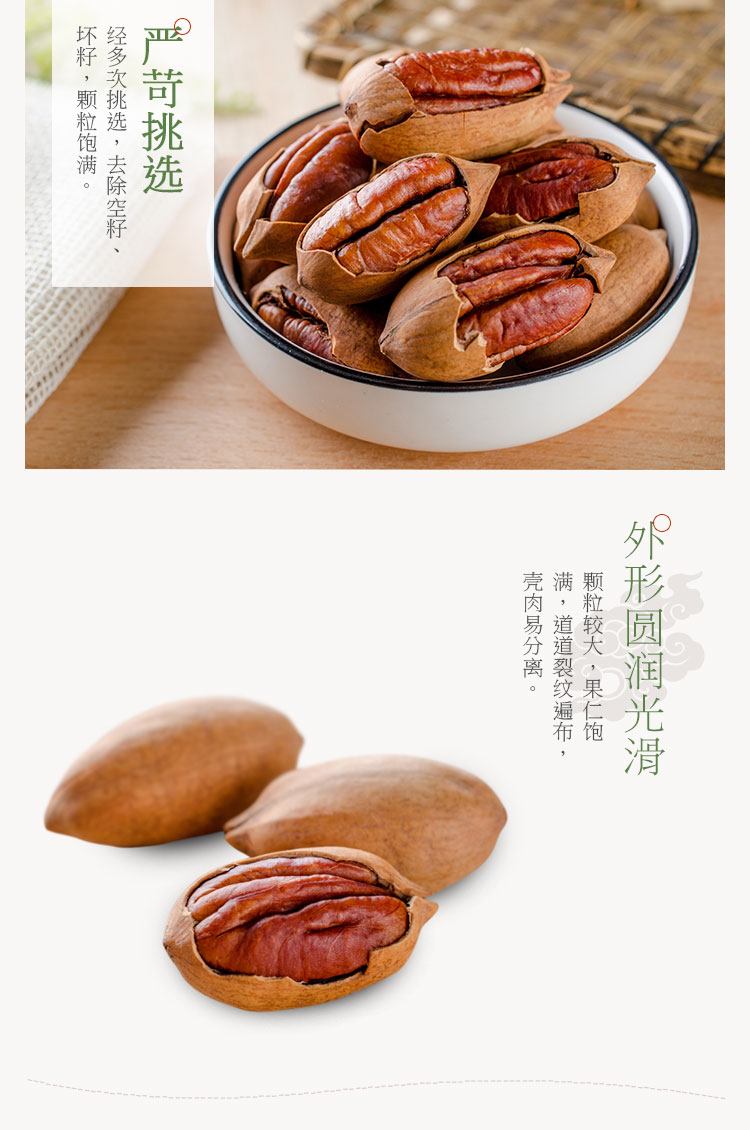 严苛挑选
经多次挑选，去除空籽、
坏籽，颗粒饱满。
外形圆润光滑
颗粒较大，果仁饱
满，道道裂纹遍布，
壳肉易分离。